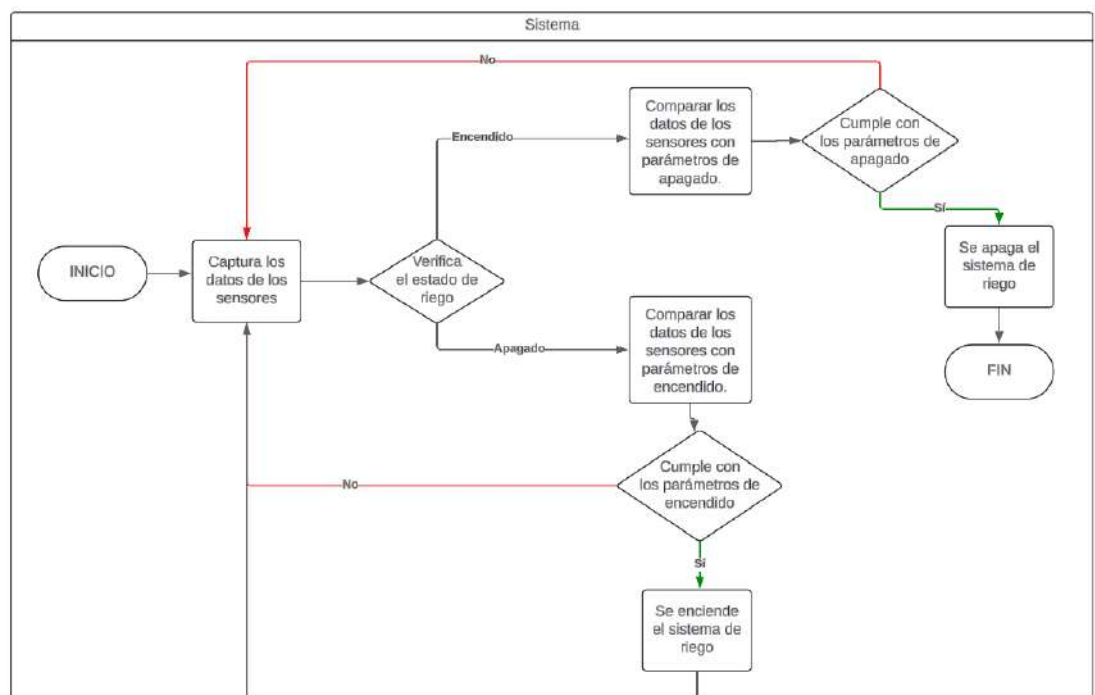 Sistema
No
Comparar los
datos de los
sensores con
parámetros de
apagado.
Cumple con
los parámetros de
apagado
Encendido
Sí
INICIO
Captura los
datos de los
sensores
Verifica
el estado de
riego
Se apaga el
sistema de
riego
Comparar los
datos de los
sensores con
parámetros de
encendido.
Apagado
FIN
Cumple con
los parámetros de
encendido
No
Sí
Se enciende
el sistema de
riego